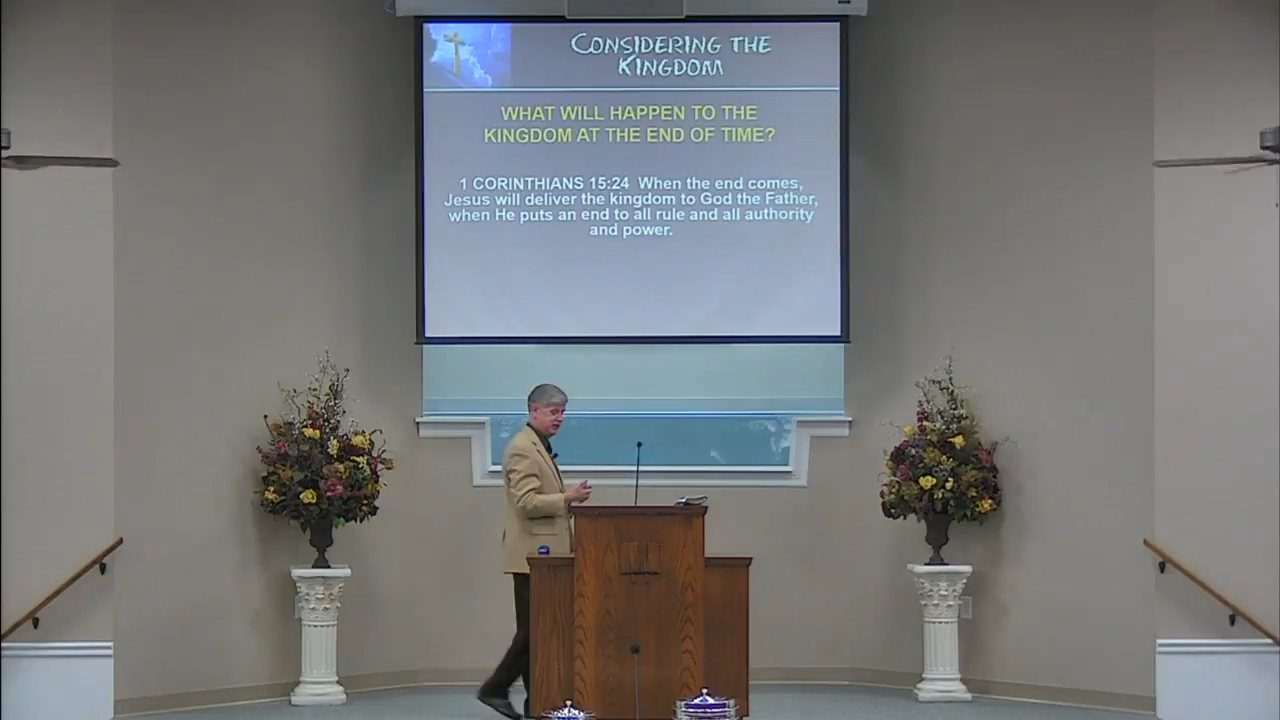 CONSIDERING THE
KINGDOM
WHAT WILL HAPPEN TO THE
KINGDOM AT THE END OF TIME?
1 CORINTHIANS 15:24 When the end comes,
Jesus will deliver the kingdom to God the Father,
when He puts an end to all rule and all authority
and power.